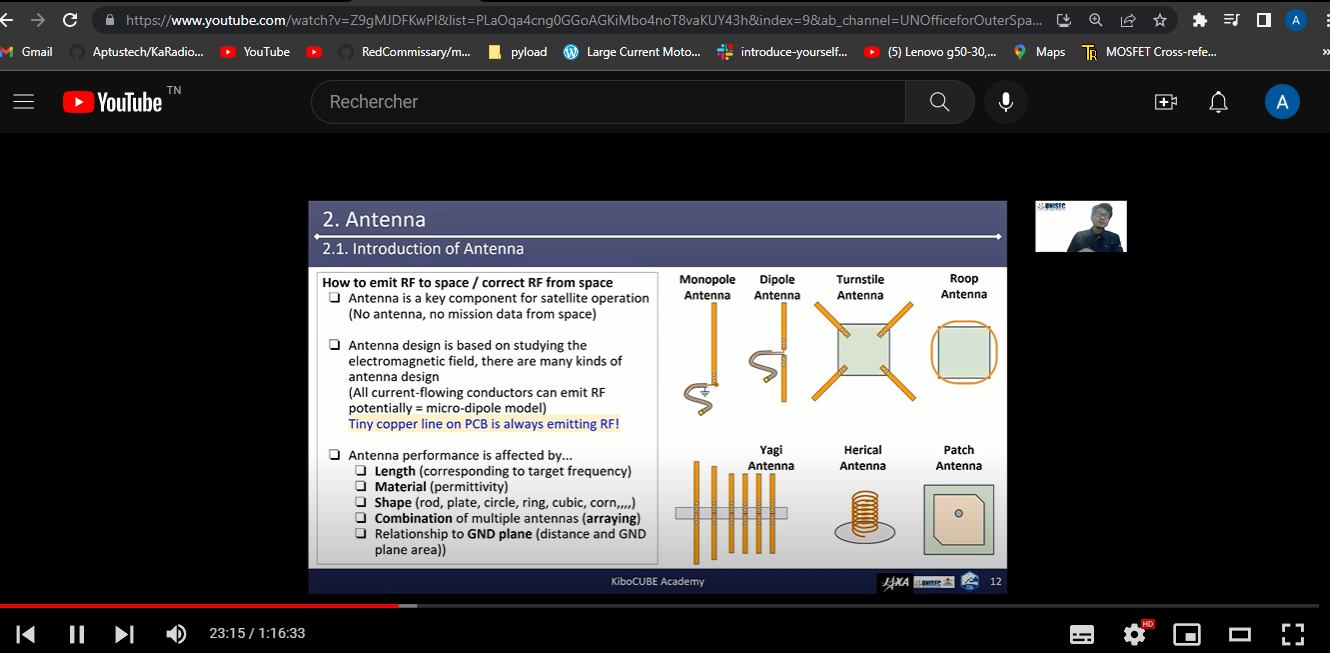 https://www.youtube.com/watch?v=Z9gMJDFKwPI&list=PLaOqa4cng0GGoAGKiMbo4noT8vaKUY43h&index=9&ab_channel=UNOfficeforOuterSpa...
A
Gmail
Aptustech/KaRadio...
YouTube
RedCommissary/m...
pyload
Large Current Moto...
introduce-yourself...
(5) Lenovo g50-30,...
Maps
MOSFET Cross-refe...
»
YouTube TN
Rechercher
A
2. Antenna
2.1. Introduction of Antenna
UNISEC
How to emit RF to space / correct RF from space
❑ Antenna is a key component for satellite operation
(No antenna, no mission data from space)
❑ Antenna design is based on studying the
electromagnetic field, there are many kinds of
antenna design
(All current-flowing conductors can emit RF
potentially = micro-dipole model)
Tiny copper line on PCB is always emitting RF!
❑ Antenna performance is affected by...
❑ Length (corresponding to target frequency)
❑ Material (permittivity)
❑ Shape (rod, plate, circle, ring, cubic, corn,,,,)
❑ Combination of multiple antennas (arraying)
❑ Relationship to GND plane (distance and GND
plane area))
Monopole
Antenna
Dipole
Antenna
Turnstile
Antenna
Roop
Antenna
Yagi
Antenna
Herical
Antenna
Patch
Antenna
KiboCUBE Academy
JAXA
UNISEC
12
23:15 / 1:16:33
HD